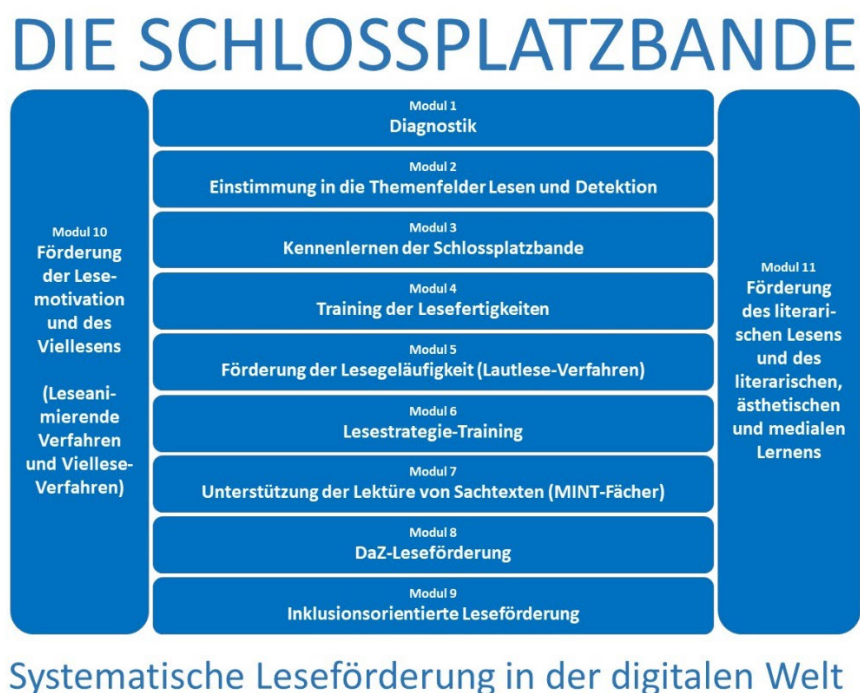 DIE SCHLOSSPLATZBANDE
Modul 10
Förderung
der Lese-
motivation
und des
Viellesens
(Leseani-
mierende
Verfahren
und Viellese-
Verfahren)
Modul 1
Diagnostik
Modul 2
Einstimmung in die Themenfelder Lesen und Detektion
Modul 3
Kennenlernen der Schlossplatzbande
Modul 4
Training der Lesefertigkeiten
Modul 5
Förderung der Lesegeläufigkeit (Lautlese-Verfahren)
Modul 6
Lesestrategie-Training
Modul 7
Unterstützung der Lektüre von Sachtexten (MINT-Fächer)
Modul 8
DaZ-Leseförderung
Modul 9
Inklusionsorientierte Leseförderung
Modul 11
Förderung
des literari-
schen Lesens
und des
literarischen,
ästhetischen
und medialen
Lernens
Systematische Leseförderung in der digitalen Welt